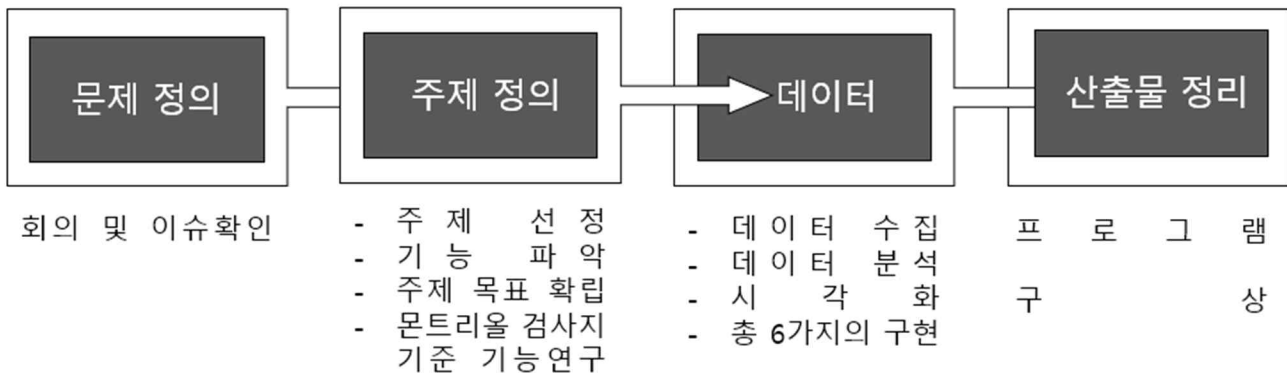 문제 정의
회의 및 이슈확인
주제 정의
- 주제 선정
- 기능 파악
- 주제 목표 확립
- 몬트리올 검사지
기준 기능연구
데이터
- 데이터 수집
- 데이터 분석
- 시각화
- 총 6가지의 구현
산출물 정리
프로그램
구상